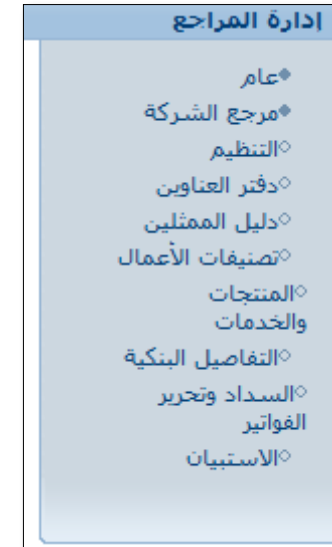 إدارة المراجع
عام
مرجع الشركة
التنظيم
دفتر العناوين
دليل الممثلين
تصنيفات الأعمال
المنتجات
والخدمات
التفاصيل البنكية
السداد وتحرير
الفواتير
الاستبيان